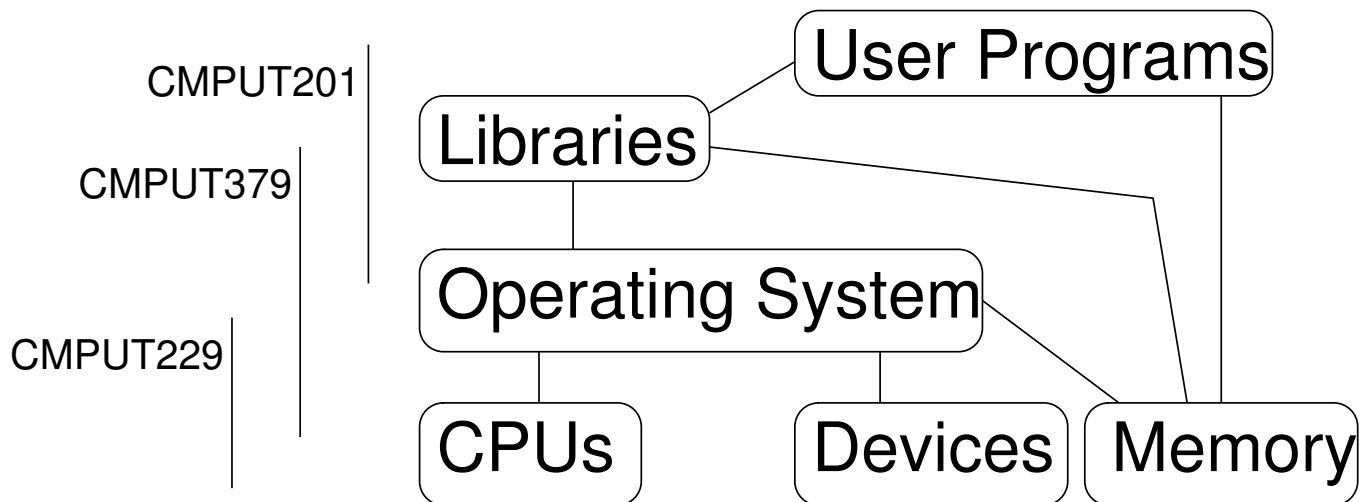 User Programs
CMPUT201
Libraries
CMPUT379
Operating System
CMPUT229
CPUs
Devices
Memory